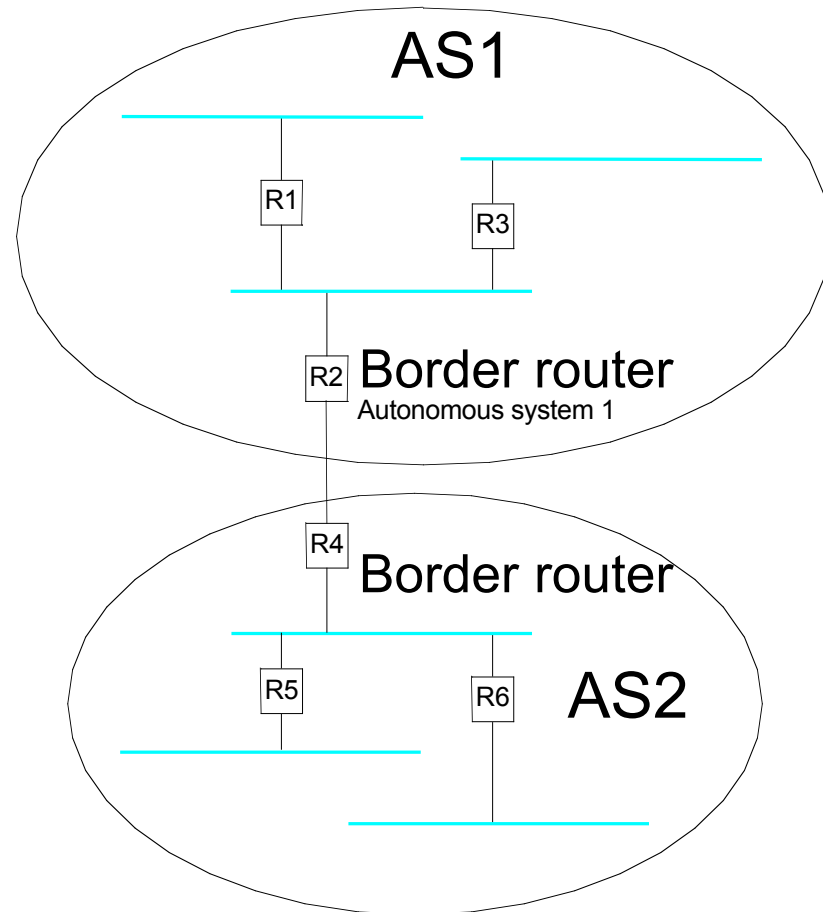 AS1
R1
R3
R2
Border router
Autonomous system 1
R4
Border router
R5
R6
AS2